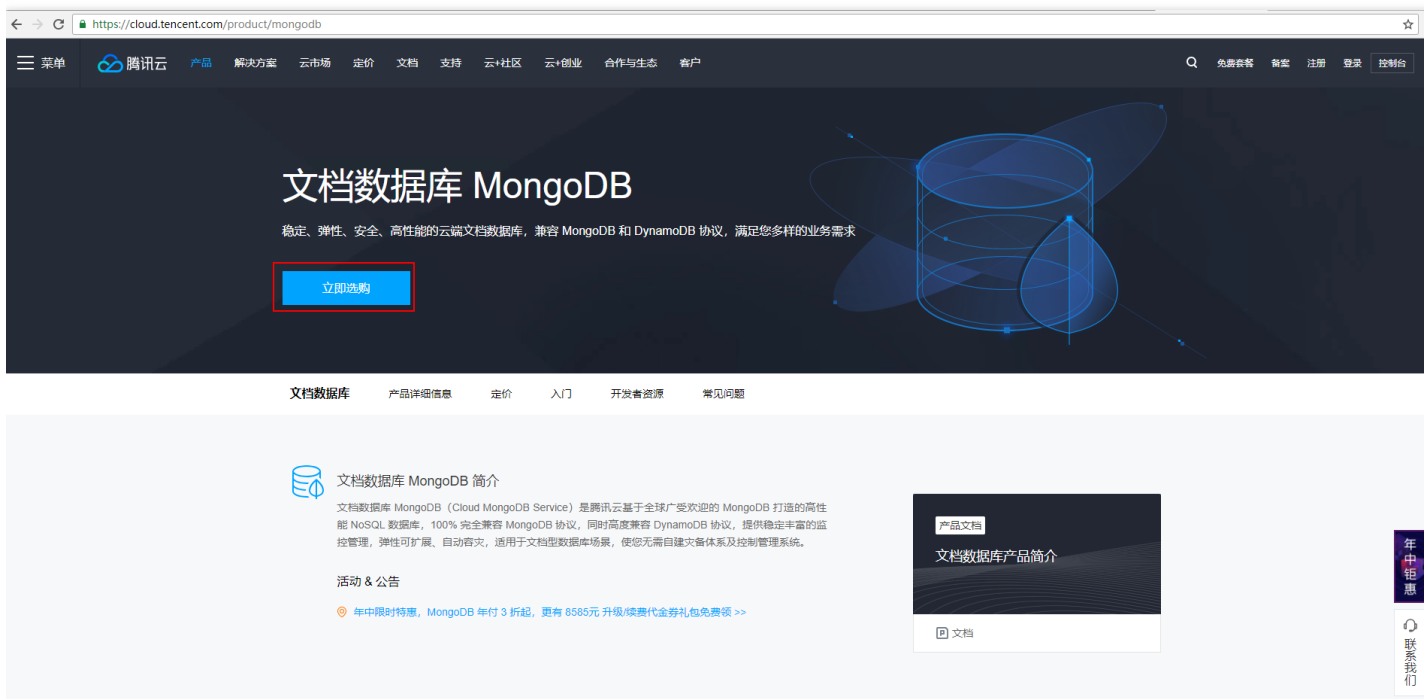 https://cloud.tencent.com/product/mongodb
菜单 腾讯云 产品 解决方案 云市场 定价 文档 支持 云+社区 云+创业 合作与生态 客户 免费套餐 备案 注册 登录 控制台
文档数据库 MongoDB
稳定、弹性、安全、高性能的云端文档数据库，兼容 MongoDB 和 DynamoDB 协议，满足您多样的业务需求
立即选购
文档数据库 产品详细信息 定价 入门 开发者资源 常见问题
文档数据库 MongoDB 简介
文档数据库 MongoDB（Cloud MongoDB Service）是腾讯云基于全球广受欢迎的 MongoDB 打造的高性
能 NoSQL 数据库，100% 完全兼容 MongoDB 协议，同时高度兼容 DynamoDB 协议，提供稳定丰富的监
控管理，弹性可扩展、自动容灾，适用于文档型数据库场景，使您无需自建灾备体系及控制管理系统。
活动 & 公告
年中限时特惠，MongoDB 年付 3 折起，更有 8585元 升级/续费代金券礼包免费领 >>
产品文档
文档数据库产品简介
文档
年中钜惠
联系我们